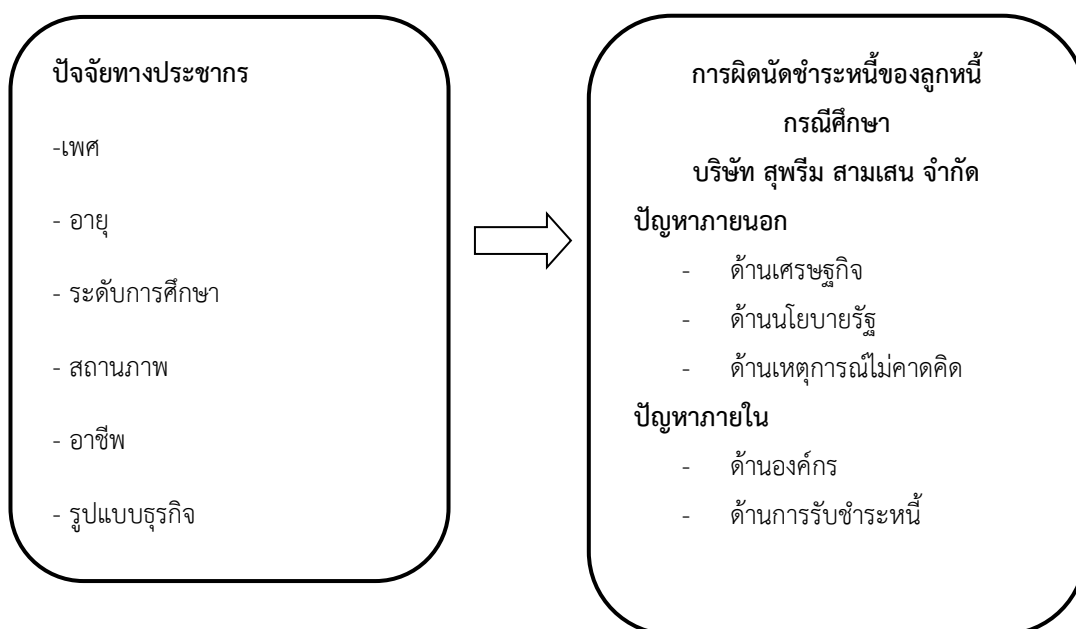 ปัจจัยทางประชากร
-เพศ
- อายุ
- ระดับการศึกษา
- สถานภาพ
- อาชีพ
- รูปแบบธุรกิจ
การผิดนัดชำระหนี้ของลูกหนี้
กรณีศึกษา
บริษัท สุพรีม สามเสน จำกัด
ปัญหาภายนอก
- ด้านเศรษฐกิจ
- ด้านนโยบายรัฐ
- ด้านเหตุการณ์ไม่คาดคิด
ปัญหาภายใน
- ด้านองค์กร
- ด้านการรับชำระหนี้